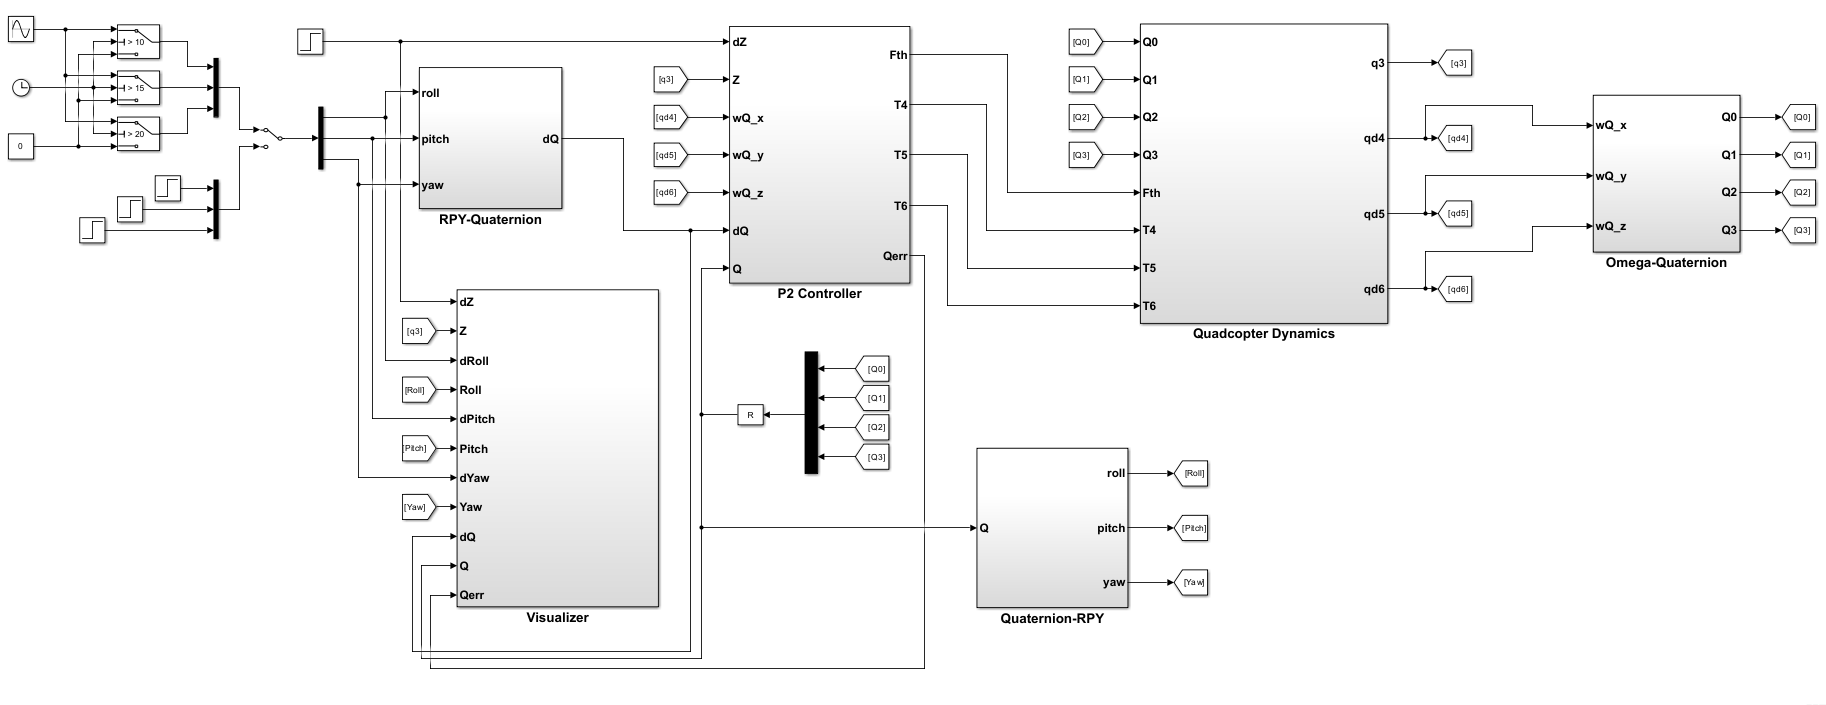 > 10
> 15
> 20
0
roll
pitch
yaw
dQ
RPY-Quaternion
dZ
[q3]
Z
[qd4]
wQ_x
[qd5]
wQ_y
[qd6]
wQ_z
dQ
Q
Fth
T4
T5
T6
Qerr
P2 Controller
[Q0]
Q0
[Q1]
Q1
[Q2]
Q2
[Q3]
Q3
Fth
T4
T5
T6
q3
[q3]
qd4
[qd4]
qd5
[qd5]
qd6
[qd6]
Quadcopter Dynamics
wQ_x
wQ_y
wQ_z
Q0
[Q0]
Q1
[Q1]
Q2
[Q2]
Q3
[Q3]
Omega-Quaternion
dZ
[q3]
Z
dRoll
[Roll]
Roll
dPitch
[Pitch]
Pitch
dYaw
[Yaw]
Yaw
dQ
Q
Qerr
Visualizer
R
[Q0]
[Q1]
[Q2]
[Q3]
Q
roll
[Roll]
pitch
[Pitch]
yaw
[Yaw]
Quaternion-RPY